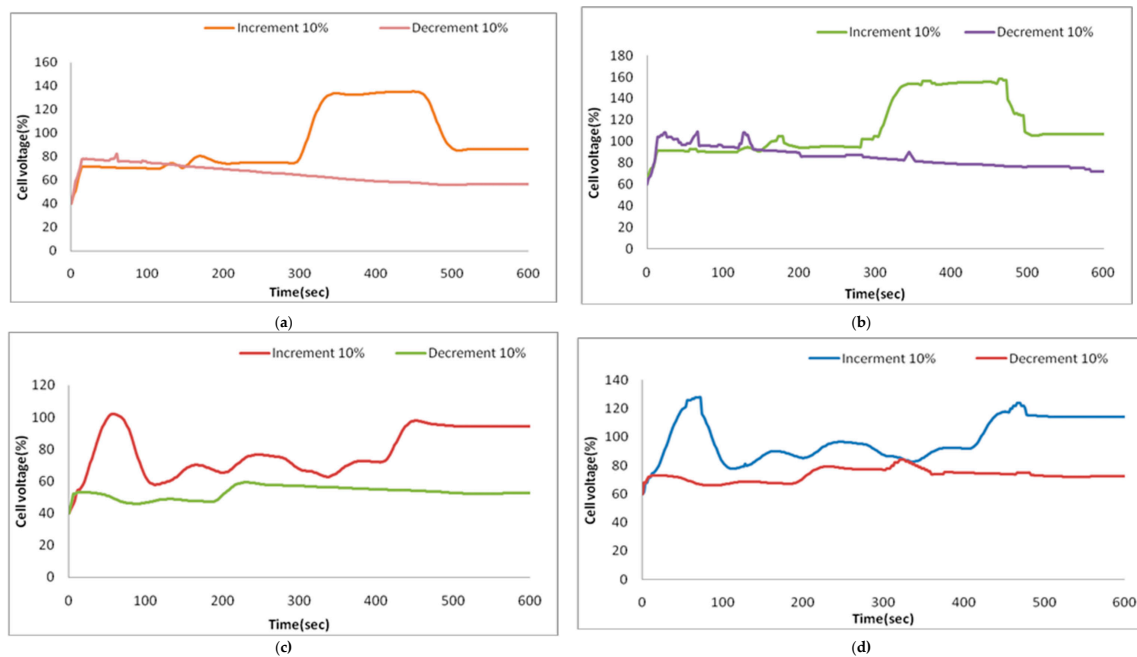 Increment 10% Decrement 10%
160
140
120
100
80
60
40
20
0
Cell voltage(%)
0 100 200 300 400 500 600
Time(sec)
(a)
Increment 10% Decrement 10%
180
160
140
120
100
80
60
40
20
0
Cell voltage(%)
0 100 200 300 400 500 600
Time(sec)
(b)
Increment 10% Decrement 10%
120
100
80
60
40
20
0
Cell voltage(%)
0 100 200 300 400 500 600
Time(sec)
(c)
Incerment 10% Decrement 10%
140
120
100
80
60
40
20
0
Cell voltage(%)
0 100 200 300 400 500 600
Time(sec)
(d)